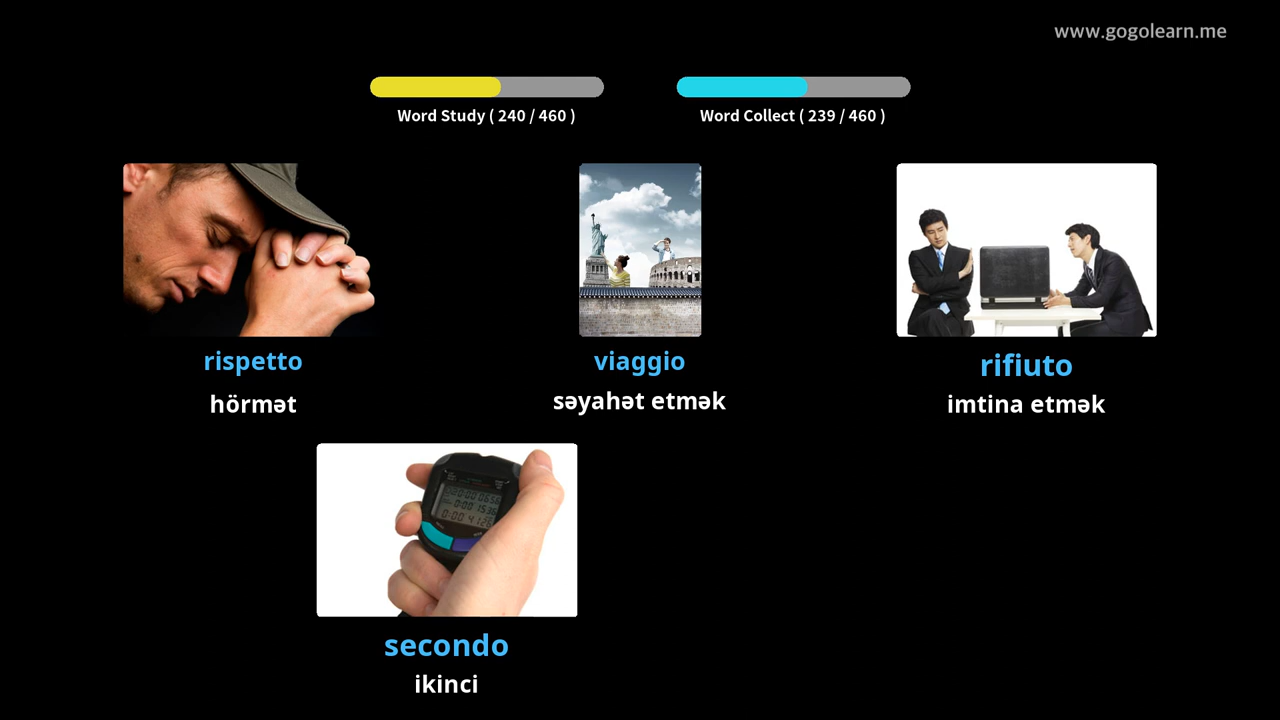 www.gogolearn.me
Word Study ( 240 / 460 )
Word Collect ( 239 / 460 )
rispetto
hörmət
viaggio
səyahət etmək
rifiuto
imtina etmək
secondo
ikinci